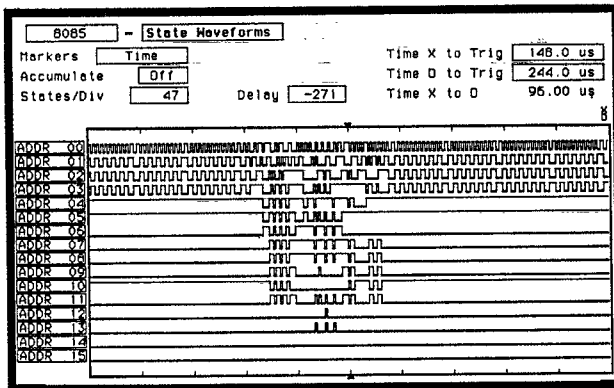 8085 - State Waveforms
Markers Time Time X to Trig 148.0 us
Accumulate Off Time O to Trig 244.0 us
States/Div 47 Delay -271 Time X to O 96.00 us
X
O
ADDR 00
ADDR 01
ADDR 02
ADDR 03
ADDR 04
ADDR 05
ADDR 06
ADDR 07
ADDR 08
ADDR 09
ADDR 10
ADDR 11
ADDR 12
ADDR 13
ADDR 14
ADDR 15